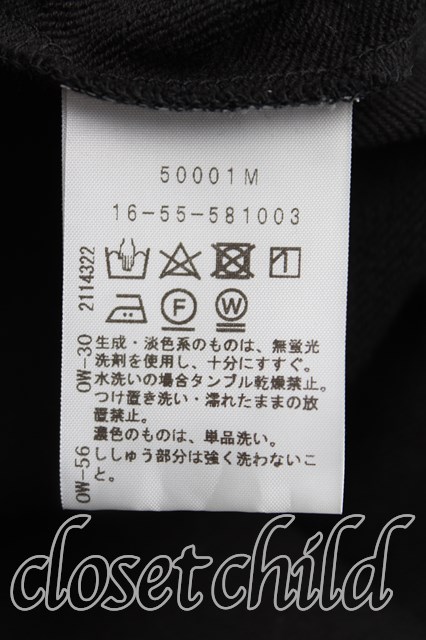 50001M
16-55-581003
F
W
2114322
0W-30
0W-56
生成・淡色系のものは、無蛍光
洗剤を使用し、十分にすすぐ。
水洗いの場合タンブル乾燥禁止。
つけ置き洗い・濡れたままの放
置禁止。
濃色のものは、単品洗い。
ししゅう部分は強く洗わないこ
と。
closet child